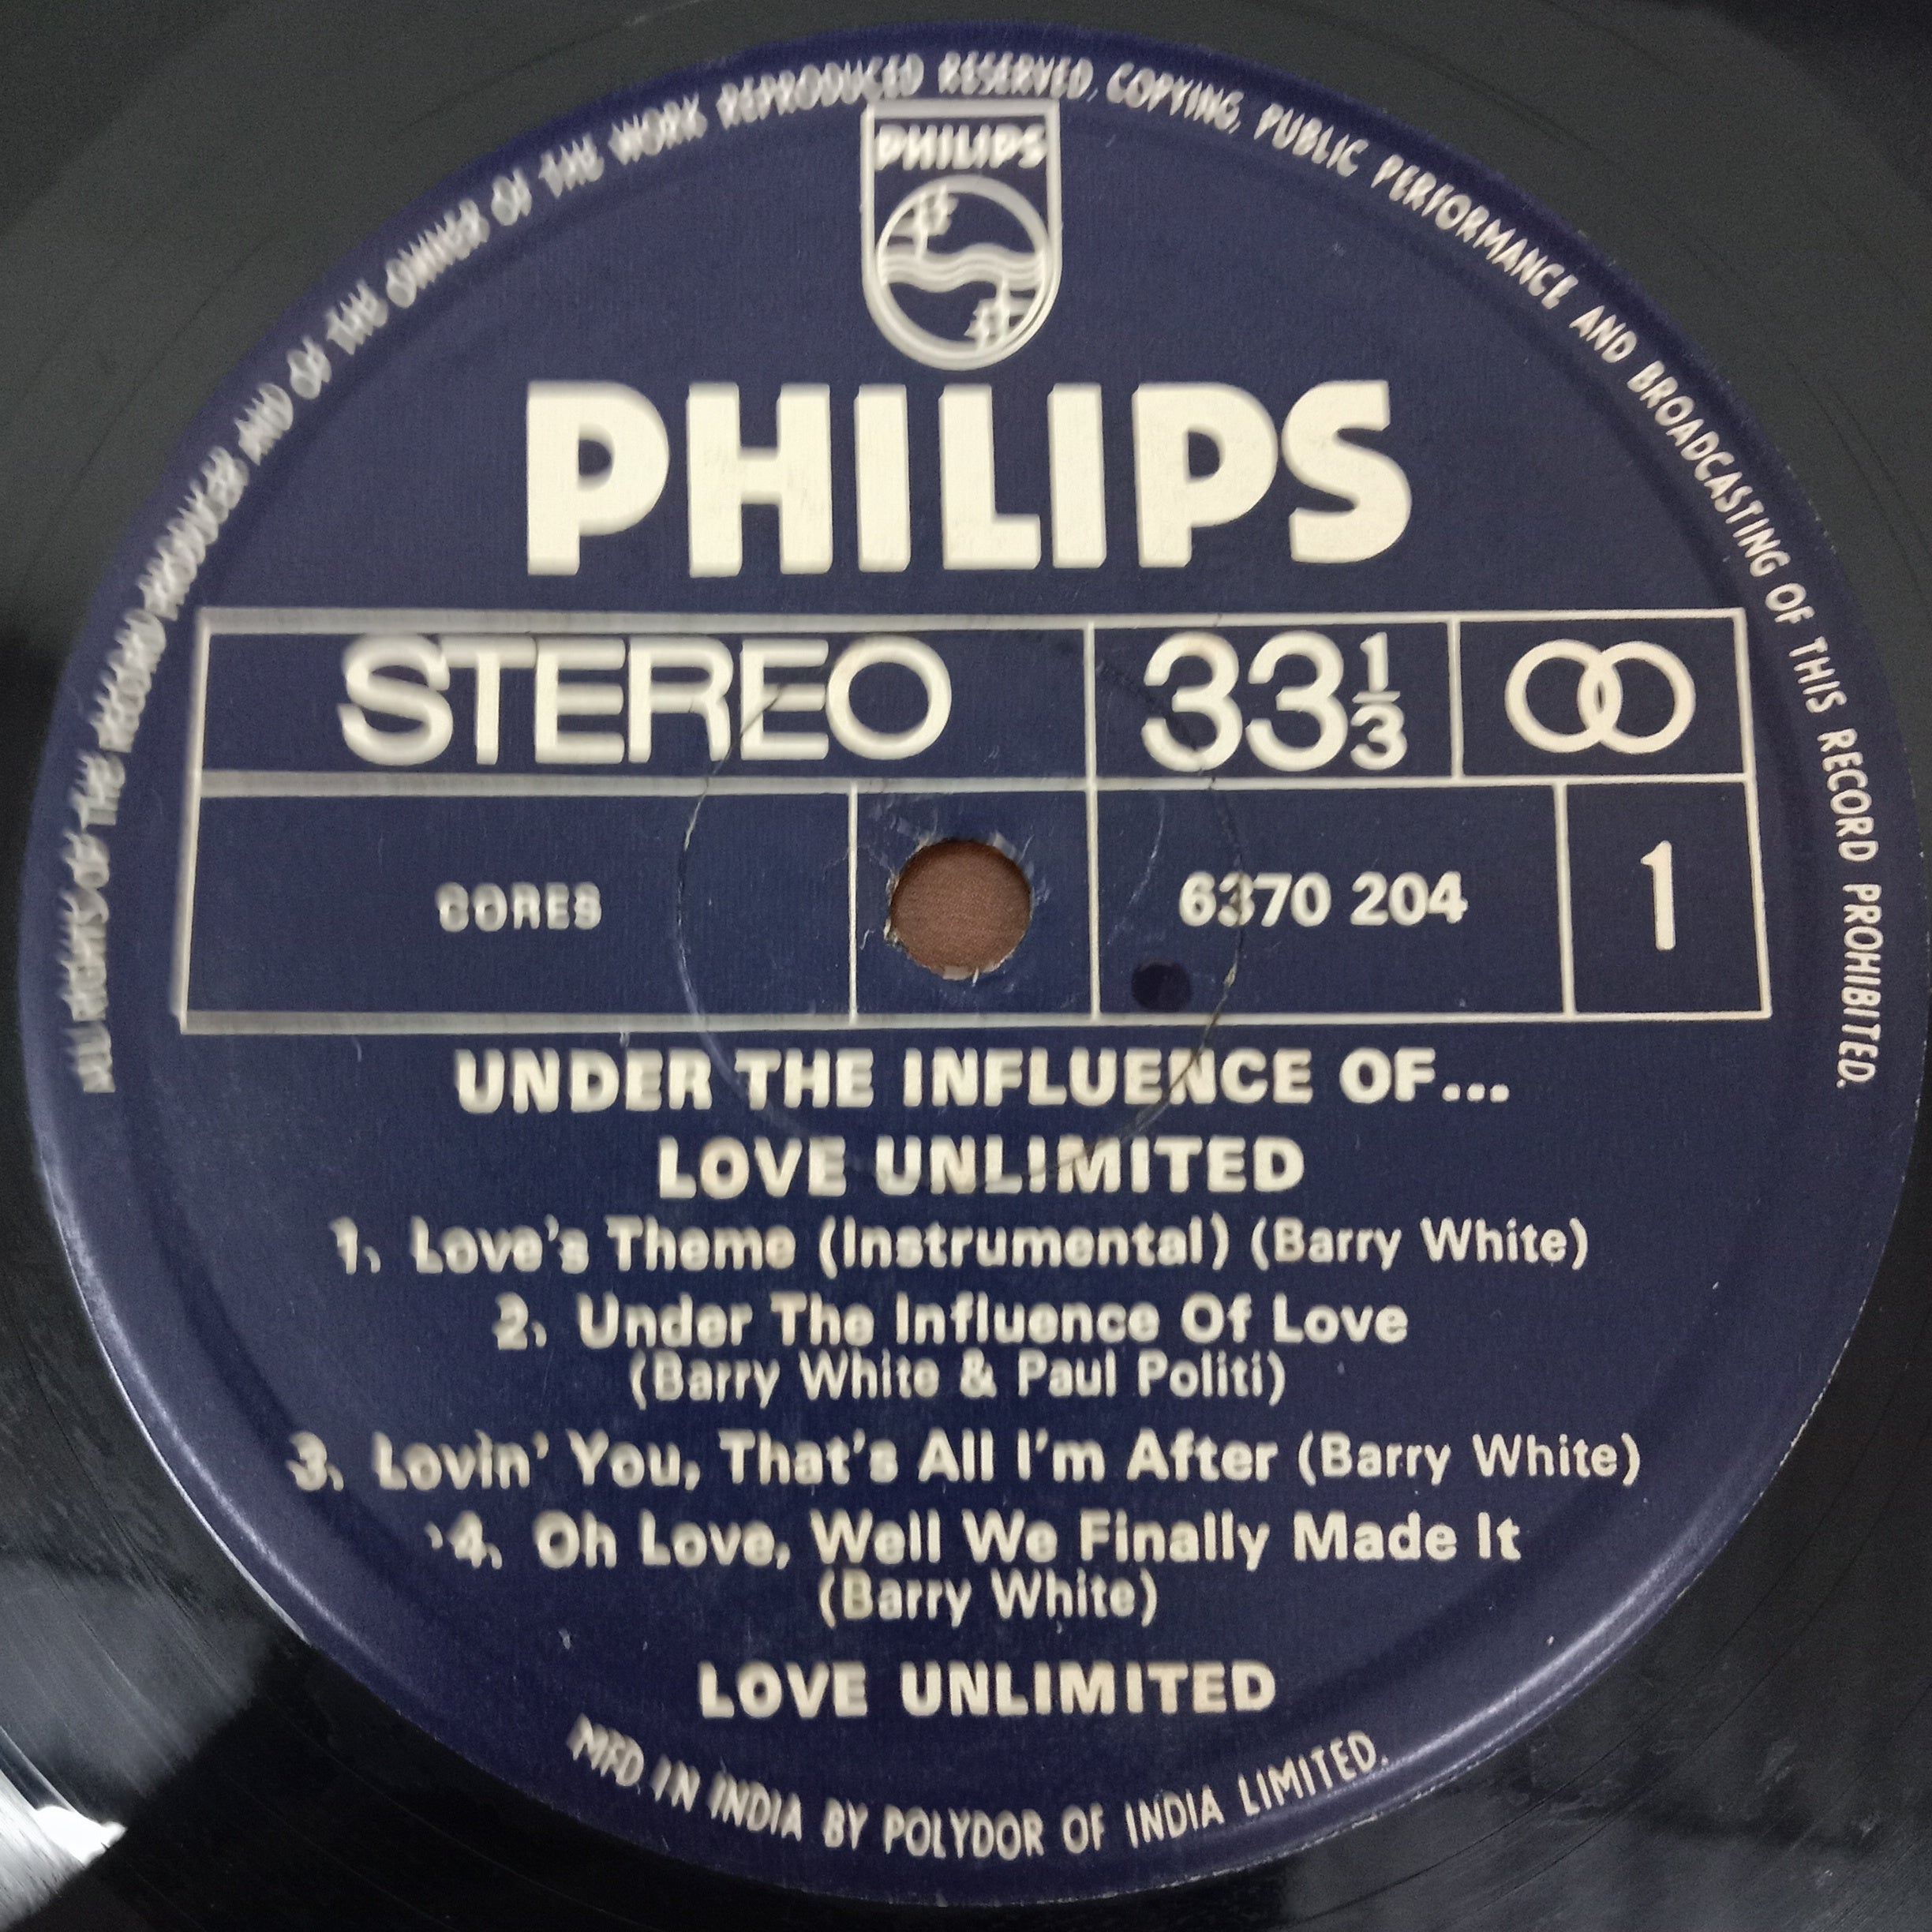 ALL RIGHTS OF THE RECORD PRODUCER AND OF THE OWNER OF THE WORK REPRODUCED RESERVED. COPYING, PUBLIC PERFORMANCE AND BROADCASTING OF THIS RECORD PROHIBITED.
PHILIPS
PHILIPS
STEREO 33 1/3
6370 204 1
UNDER THE INFLUENCE OF...
LOVE UNLIMITED
1. Love's Theme (Instrumental) (Barry White)
2. Under The Influence Of Love
(Barry White & Paul Politi)
3. Lovin' You, That's All I'm After (Barry White)
4. Oh Love, Well We Finally Made It
(Barry White)
LOVE UNLIMITED
MFD. IN INDIA BY POLYDOR OF INDIA LIMITED.